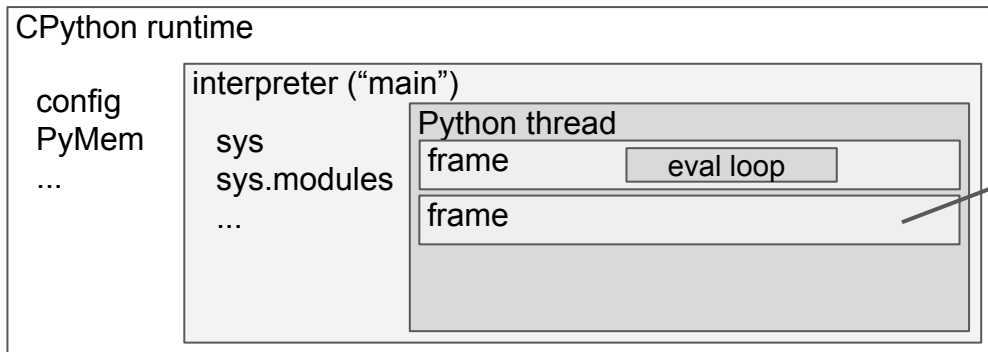 CPython runtime
config
PyMem
...
interpreter (“main”)
sys
sys.modules
...
Python thread
frame
eval loop
frame